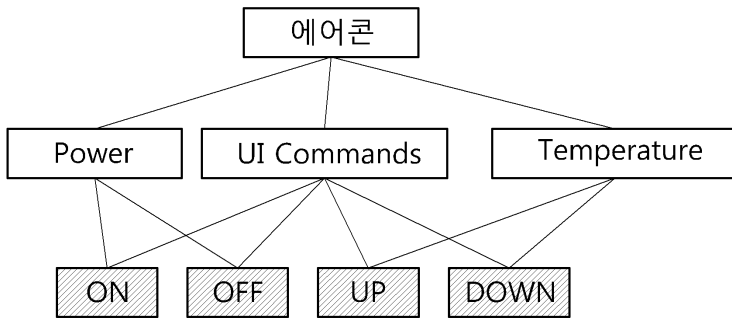 에어콘
Power
UI Commands
Temperature
ON
OFF
UP
DOWN